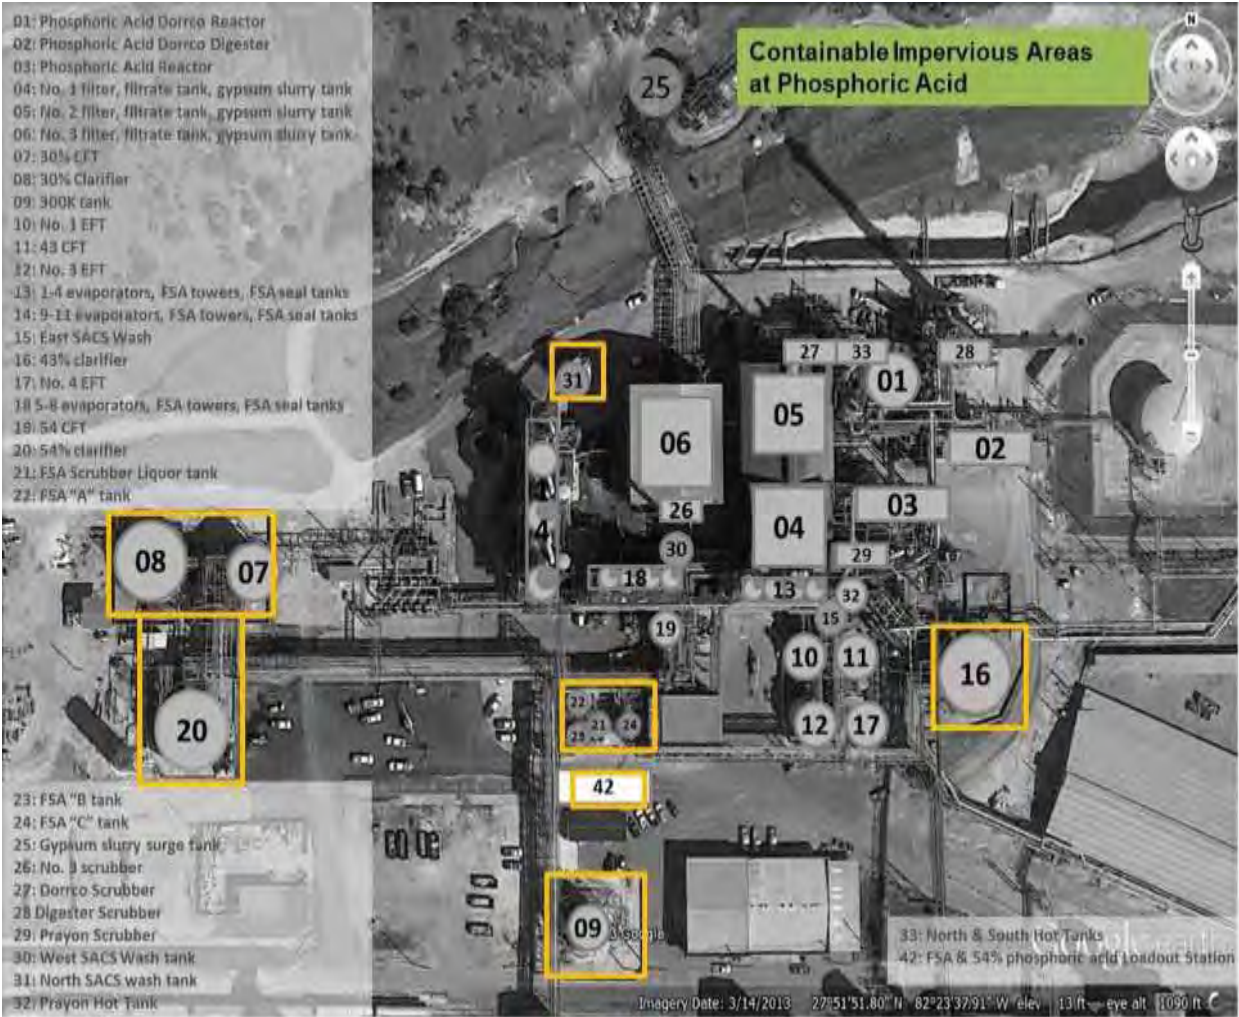 01: Phosphoric Acid Dorrco Reactor
02: Phosphoric Acid Dorrco Digester
03: Phosphoric Acid Reactor
04: No. 1 filter, filtrate tank, gypsum slurry tank
05: No. 2 filter, filtrate tank, gypsum slurry tank
06: No. 3 filter, filtrate tank, gypsum slurry tank
07: 30% CFT
08: 30% Clarifier
09: 300K tank
10: No. 1 EFT
11: 43 CFT
12: No. 3 EFT
13: 1-4 evaporators, FSA towers, FSA seal tanks
14: 9-11 evaporators, FSA towers, FSA seal tanks
15: East SACS Wash
16: 43% clarifier
17: No. 4 EFT
18 5-8 evaporators, FSA towers, FSA seal tanks
19: 54 CFT
20: 54% clarifier
21: FSA Scrubber Liquor tank
22: FSA "A" tank
Containable Impervious Areas
at Phosphoric Acid
N
25
31
27
33
28
01
05
06
02
26
03
04
4
30
29
08
07
18
13
32
15
19
10
11
16
20
22
21
24
23
12
17
42
09
Google
23: FSA "B tank
24: FSA "C" tank
25: Gypsum slurry surge tank
26: No. 3 scrubber
27: Dorrco Scrubber
28 Digester Scrubber
29: Prayon Scrubber
30: West SACS Wash tank
31: North SACS wash tank
32: Prayon Hot Tank
33: North & South Hot Tanks
42: FSA & 54% phosphoric acid Loadout Station
Google earth
Imagery Date: 3/14/2013 27°51'51.80" N 82°23'37.91" W elev 13 ft eye alt 1090 ft